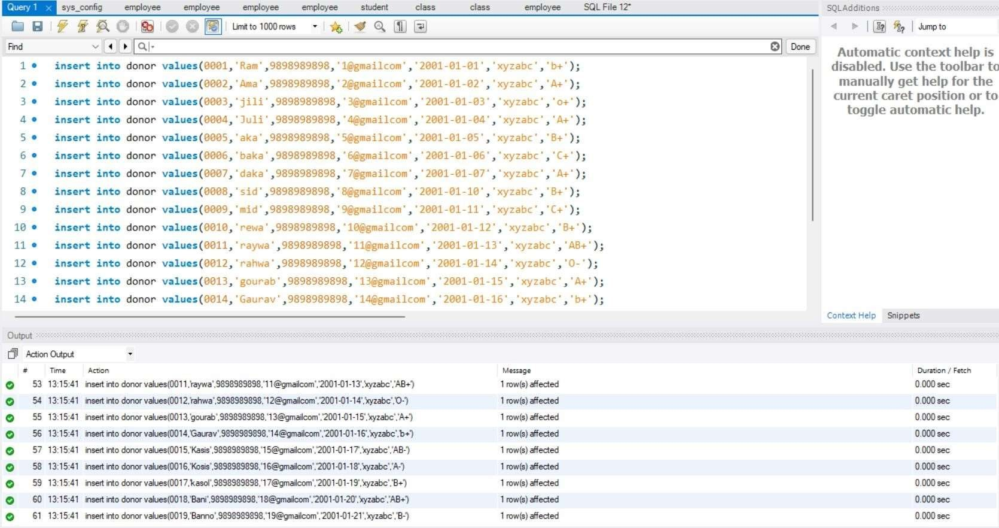 Query 1 sys_config employee employee employee employee student class class employee SQL File 12*
SQLAdditions
Limit to 1000 rows
Jump to
Find
Done
Automatic context help is
disabled. Use the toolbar to
manually get help for the
current caret position or to
toggle automatic help.
1 insert into donor values(0001,'Ram',9898989898,'1@gmailcom','2001-01-01','xyzabc','b+');
2 insert into donor values(0002,'Ama',9898989898,'2@gmailcom','2001-01-02','xyzabc','A+');
3 insert into donor values(0003,'jili',9898989898,'3@gmailcom','2001-01-03','xyzabc','o+');
4 insert into donor values(0004,'Juli',9898989898,'4@gmailcom','2001-01-04','xyzabc','A+');
5 insert into donor values(0005,'aka',9898989898,'5@gmailcom','2001-01-05','xyzabc','B+');
6 insert into donor values(0006,'baka',9898989898,'6@gmailcom','2001-01-06','xyzabc','C+');
7 insert into donor values(0007,'daka',9898989898,'7@gmailcom','2001-01-07','xyzabc','A+');
8 insert into donor values(0008,'sid',9898989898,'8@gmailcom','2001-01-10','xyzabc','B+');
9 insert into donor values(0009,'mid',9898989898,'9@gmailcom','2001-01-11','xyzabc','C+');
10 insert into donor values(0010,'rewa',9898989898,'10@gmailcom','2001-01-12','xyzabc','B+');
11 insert into donor values(0011,'raywa',9898989898,'11@gmailcom','2001-01-13','xyzabc','AB+');
12 insert into donor values(0012,'rahwa',9898989898,'12@gmailcom','2001-01-14','xyzabc','O-');
13 insert into donor values(0013,'gourab',9898989898,'13@gmailcom','2001-01-15','xyzabc','A+');
14 insert into donor values(0014,'Gaurav',9898989898,'14@gmailcom','2001-01-16','xyzabc','b+');
Context Help Snippets
Output
Action Output
# Time Action Message Duration / Fetch
53 13:15:41 insert into donor values(0011,'raywa',9898989898,'11@gmailcom','2001-01-13','xyzabc','AB+') 1 row(s) affected 0.000 sec
54 13:15:41 insert into donor values(0012,'rahwa',9898989898,'12@gmailcom','2001-01-14','xyzabc','O-') 1 row(s) affected 0.000 sec
55 13:15:41 insert into donor values(0013,'gourab',9898989898,'13@gmailcom','2001-01-15','xyzabc','A+') 1 row(s) affected 0.000 sec
56 13:15:41 insert into donor values(0014,'Gaurav',9898989898,'14@gmailcom','2001-01-16','xyzabc','b+') 1 row(s) affected 0.000 sec
57 13:15:41 insert into donor values(0015,'Kasis',9898989898,'15@gmailcom','2001-01-17','xyzabc','AB-') 1 row(s) affected 0.000 sec
58 13:15:41 insert into donor values(0016,'Kosis',9898989898,'16@gmailcom','2001-01-18','xyzabc','A-') 1 row(s) affected 0.000 sec
59 13:15:41 insert into donor values(0017,'kasol',9898989898,'17@gmailcom','2001-01-19','xyzabc','B+') 1 row(s) affected 0.000 sec
60 13:15:41 insert into donor values(0018,'Bani',9898989898,'18@gmailcom','2001-01-20','xyzabc','AB+') 1 row(s) affected 0.000 sec
61 13:15:41 insert into donor values(0019,'Banno',9898989898,'19@gmailcom','2001-01-21','xyzabc','B-') 1 row(s) affected 0.000 sec